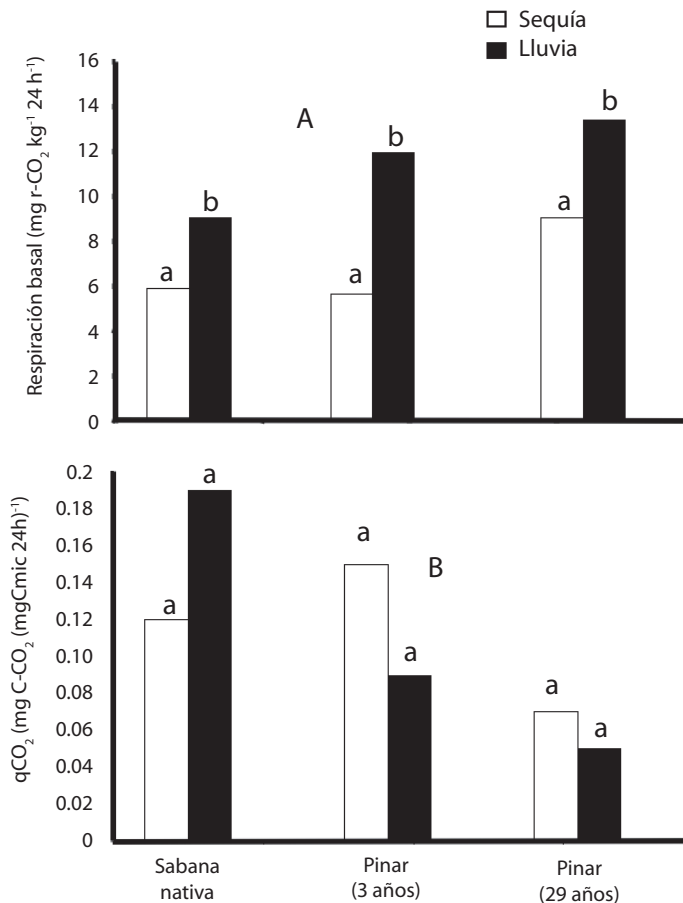 Sequía
Lluvia
Respiración basal (mg r-CO₂ kg⁻¹ 24 h⁻¹)
16
14
12
10
8
6
4
2
0
A
a
b
a
b
a
b
qCO₂ (mg C-CO₂ (mgCmic 24h)⁻¹)
0.2
0.18
0.16
0.14
0.12
0.10
0.08
0.06
0.04
0.02
0
B
a
a
a
a
a
a
Sabana
nativa
Pinar
(3 años)
Pinar
(29 años)